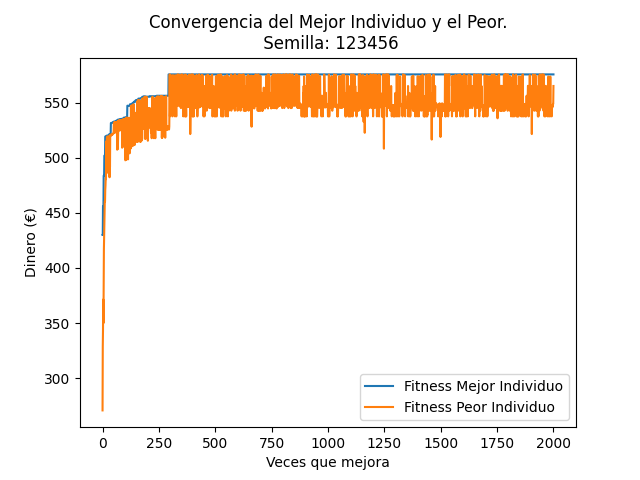 Convergencia del Mejor Individuo y el Peor.
Semilla: 123456
Dinero (€)
550
500
450
400
350
300
Fitness Mejor Individuo
Fitness Peor Individuo
0 250 500 750 1000 1250 1500 1750 2000
Veces que mejora